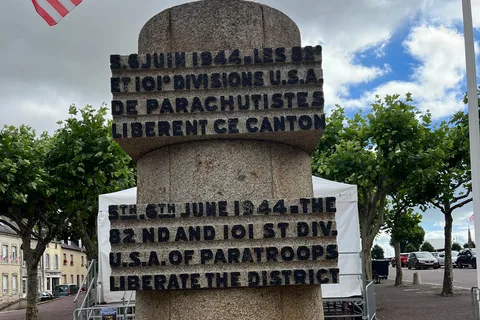 5.6 JUIN 1944.LES 82E
ET 101E DIVISIONS U.S.A.
DE PARACHUTISTES
LIBERENT CE CANTON
5TH.6TH JUNE 1944.THE
82 ND AND 101 ST DIV.
U.S.A. OF PARATROOPS
LIBERATE THE DISTRICT